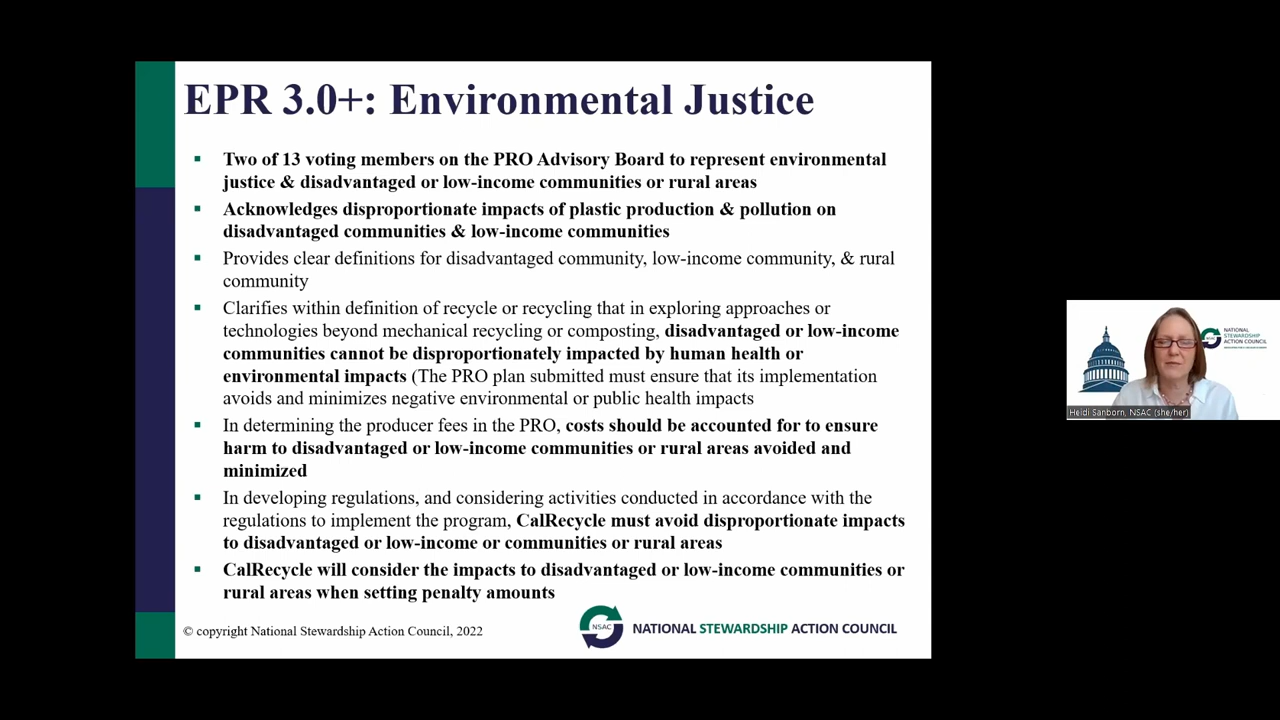 EPR 3.0+: Environmental Justice
▪ Two of 13 voting members on the PRO Advisory Board to represent environmental
justice & disadvantaged or low-income communities or rural areas
▪ Acknowledges disproportionate impacts of plastic production & pollution on
disadvantaged communities & low-income communities
▪ Provides clear definitions for disadvantaged community, low-income community, & rural
community
▪ Clarifies within definition of recycle or recycling that in exploring approaches or
technologies beyond mechanical recycling or composting, disadvantaged or low-income
communities cannot be disproportionately impacted by human health or
environmental impacts (The PRO plan submitted must ensure that its implementation
avoids and minimizes negative environmental or public health impacts
▪ In determining the producer fees in the PRO, costs should be accounted for to ensure
harm to disadvantaged or low-income communities or rural areas avoided and
minimized
▪ In developing regulations, and considering activities conducted in accordance with the
regulations to implement the program, CalRecycle must avoid disproportionate impacts
to disadvantaged or low-income or communities or rural areas
▪ CalRecycle will consider the impacts to disadvantaged or low-income communities or
rural areas when setting penalty amounts
© copyright National Stewardship Action Council, 2022
NSAC
NATIONAL STEWARDSHIP ACTION COUNCIL
NATIONAL
STEWARDSHIP
ACTION COUNCIL
Heidi Sanborn, NSAC (she/her)